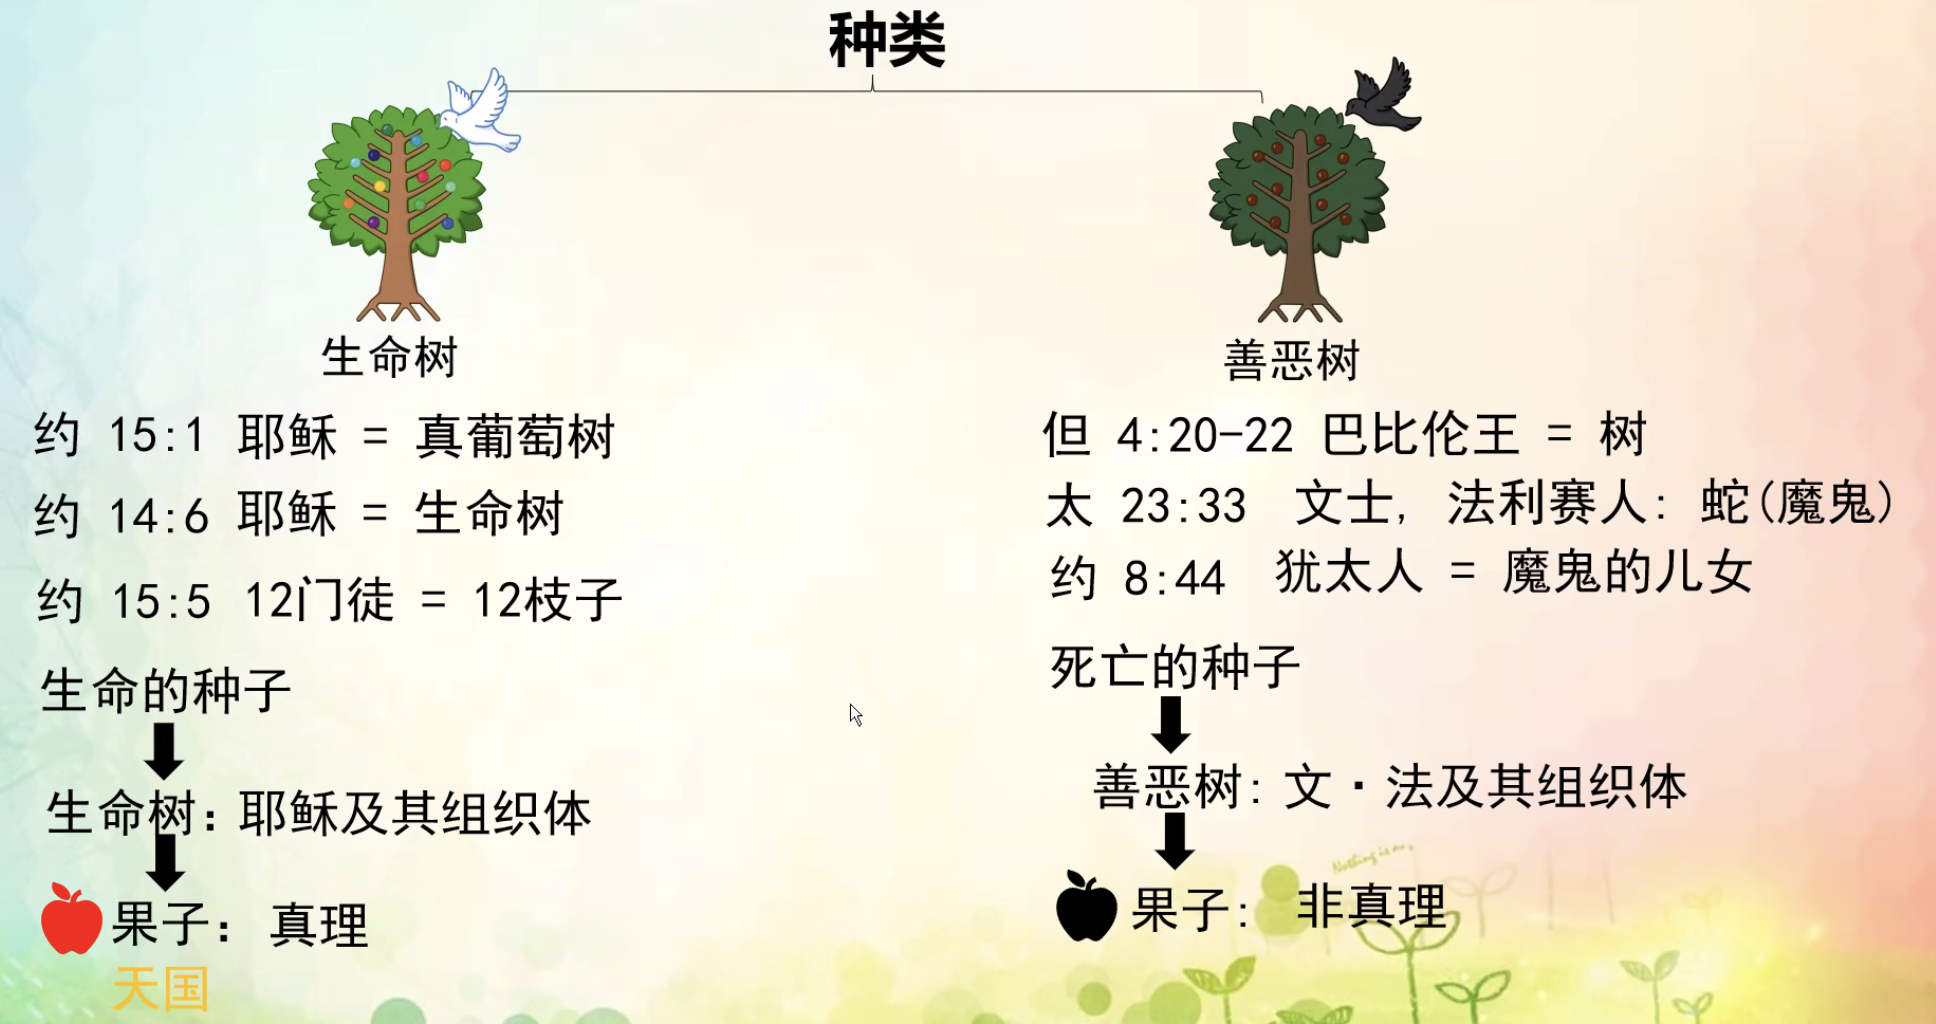 种类
生命树
约 15:1 耶稣 = 真葡萄树
约 14:6 耶稣 = 生命树
约 15:5 12门徒 = 12枝子
生命的种子
生命树：耶稣及其组织体
果子： 真理
天国
善恶树
但 4:20-22 巴比伦王 = 树
太 23:33 文士, 法利赛人: 蛇(魔鬼)
约 8:44 犹太人 = 魔鬼的儿女
死亡的种子
善恶树: 文·法及其组织体
果子: 非真理